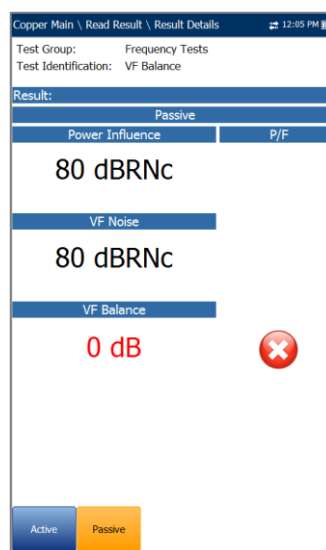 Copper Main \ Read Result \ Result Details 12:05 PM
Test Group: Frequency Tests
Test Identification: VF Balance
Result:
Passive
Power Influence P/F
80 dBRNc
VF Noise
80 dBRNc
VF Balance
0 dB
Active Passive